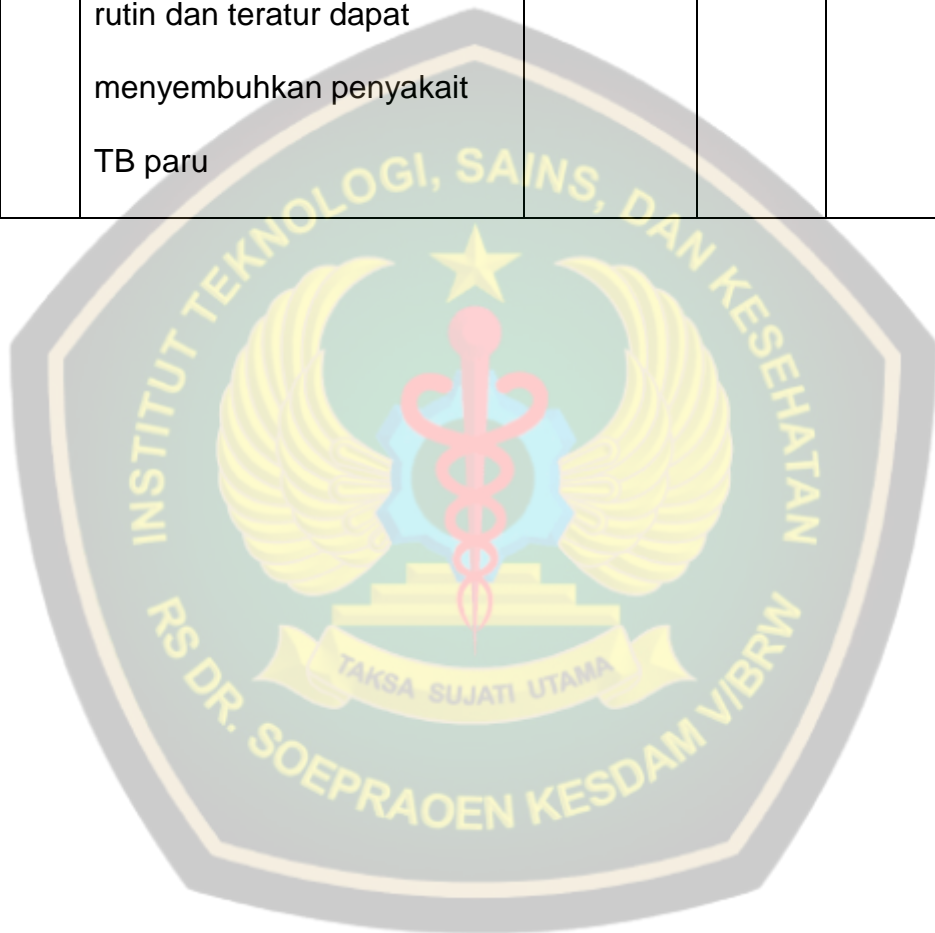 rutin dan teratur dapat
menyembuhkan penyakait
TB paru
INSTITUT TEKNOLOGI, SAINS, DAN KESEHATAN
TAKSA SUJATI UTAMA
RS DR. SOEPRAOEN KESDAM V/BRW